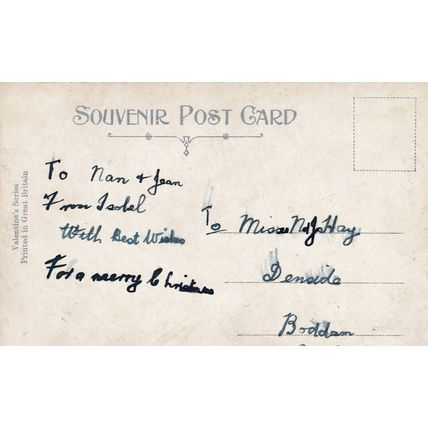 SOUVENIR POST CARD
Valentine's Series
Printed in Great Britain
To Nan + Jean
From Isobel
With Best Wishes
For a merry Christmas
To Misses N & J Hay
Denside
Boddam